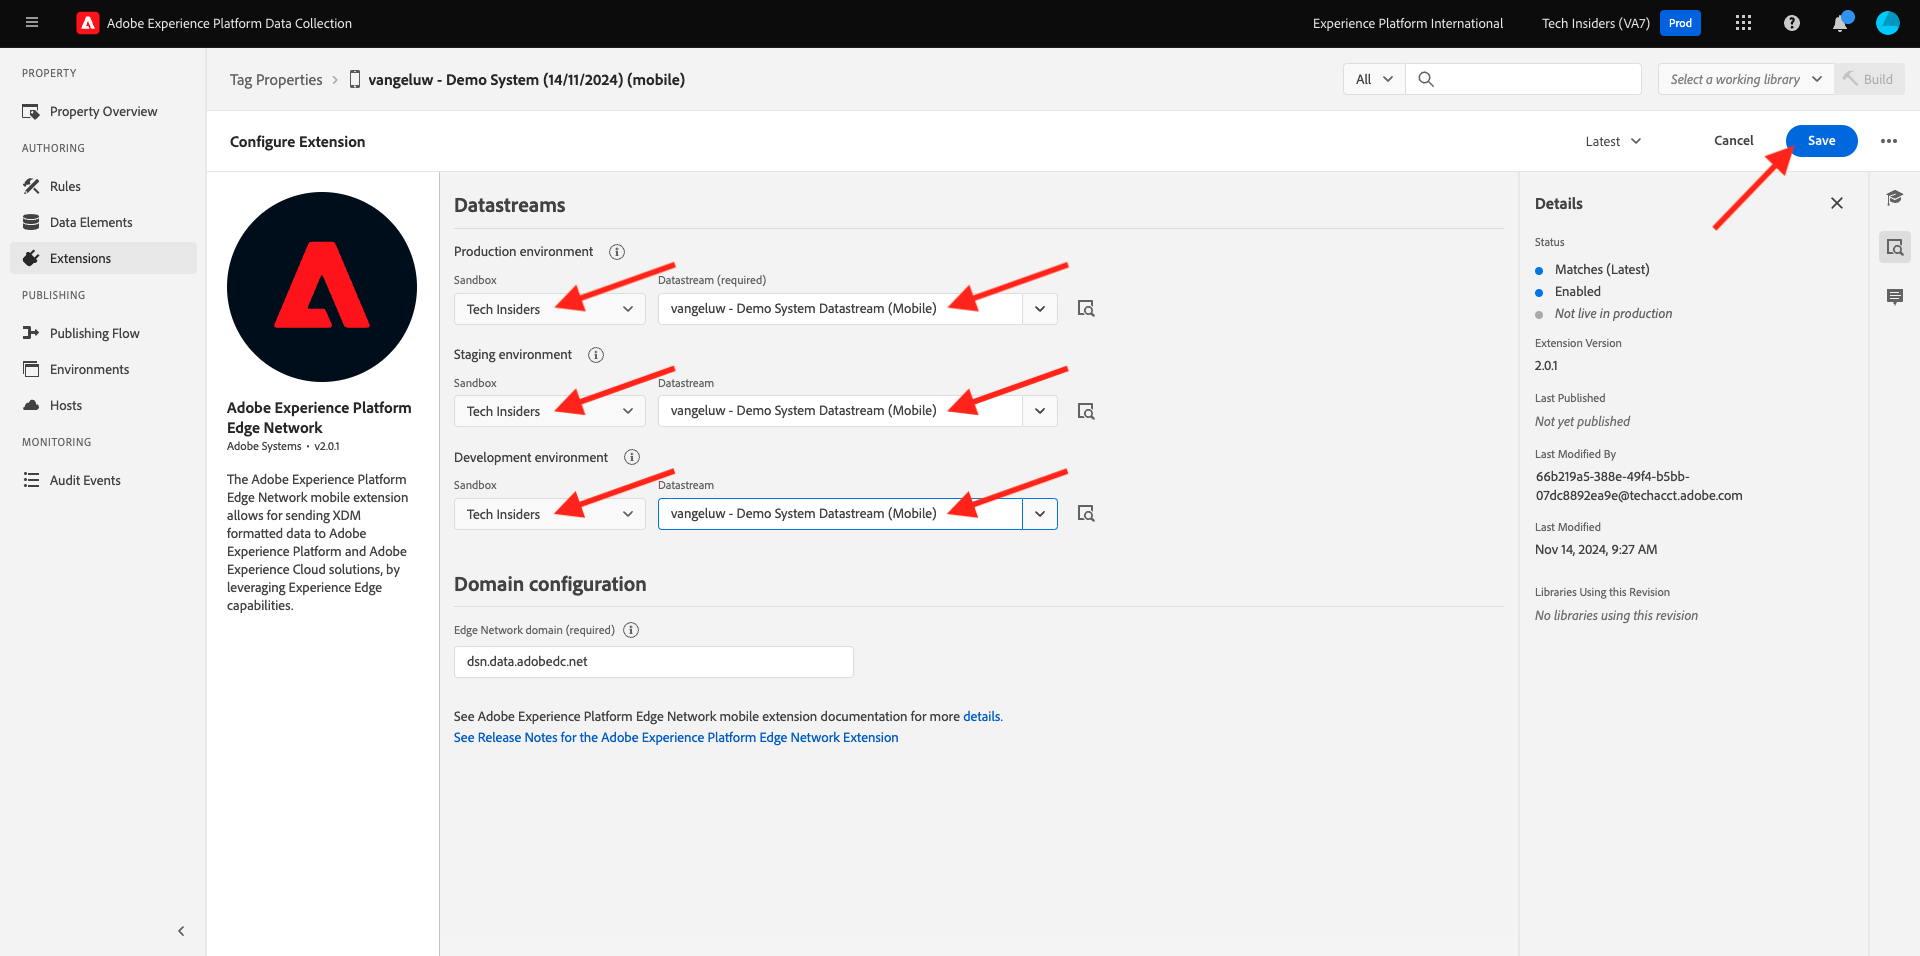 Adobe Experience Platform Data Collection
Experience Platform International
Tech Insiders (VA7)
Prod
PROPERTY
Property Overview
AUTHORING
Rules
Data Elements
Extensions
PUBLISHING
Publishing Flow
Environments
Hosts
MONITORING
Audit Events
Tag Properties > vangeluw - Demo System (14/11/2024) (mobile)
All
Select a working library
Build
Configure Extension
Latest
Cancel
Save
Adobe Experience Platform
Edge Network
Adobe Systems • v2.0.1
The Adobe Experience Platform
Edge Network mobile extension
allows for sending XDM
formatted data to Adobe
Experience Platform and Adobe
Experience Cloud solutions, by
leveraging Experience Edge
capabilities.
Datastreams
Production environment
Sandbox
Datastream (required)
Tech Insiders
vangeluw - Demo System Datastream (Mobile)
Staging environment
Sandbox
Datastream
Tech Insiders
vangeluw - Demo System Datastream (Mobile)
Development environment
Sandbox
Datastream
Tech Insiders
vangeluw - Demo System Datastream (Mobile)
Domain configuration
Edge Network domain (required)
dsn.data.adobedc.net
See Adobe Experience Platform Edge Network mobile extension documentation for more details.
See Release Notes for the Adobe Experience Platform Edge Network Extension
Details
Status
Matches (Latest)
Enabled
Not live in production
Extension Version
2.0.1
Last Published
Not yet published
Last Modified By
66b219a5-388e-49f4-b5bb-
07dc8892ea9e@techacct.adobe.com
Last Modified
Nov 14, 2024, 9:27 AM
Libraries Using this Revision
No libraries using this revision